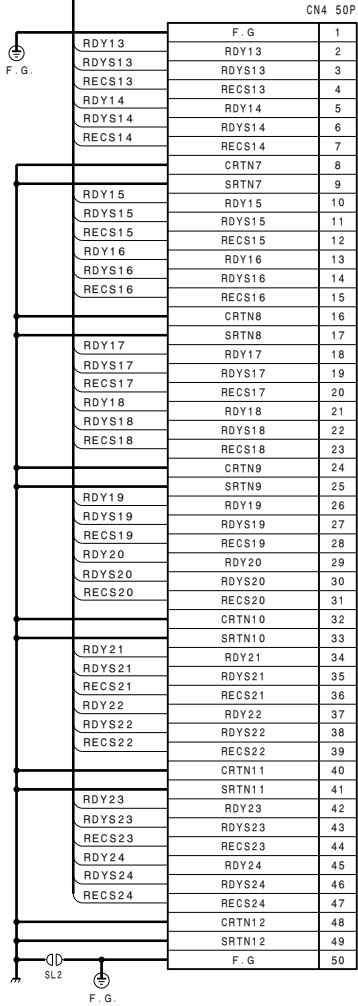 CN4 50P
F.G 1
RDY13 RDY13 2
F.G.
RDYS13 RDYS13 3
RECS13 RECS13 4
RDY14 RDY14 5
RDYS14 RDYS14 6
RECS14 RECS14 7
CRTN7 8
SRTN7 9
RDY15 RDY15 10
RDYS15 RDYS15 11
RECS15 RECS15 12
RDY16 RDY16 13
RDYS16 RDYS16 14
RECS16 RECS16 15
CRTN8 16
SRTN8 17
RDY17 RDY17 18
RDYS17 RDYS17 19
RECS17 RECS17 20
RDY18 RDY18 21
RDYS18 RDYS18 22
RECS18 RECS18 23
CRTN9 24
SRTN9 25
RDY19 RDY19 26
RDYS19 RDYS19 27
RECS19 RECS19 28
RDY20 RDY20 29
RDYS20 RDYS20 30
RECS20 RECS20 31
CRTN10 32
SRTN10 33
RDY21 RDY21 34
RDYS21 RDYS21 35
RECS21 RECS21 36
RDY22 RDY22 37
RDYS22 RDYS22 38
RECS22 RECS22 39
CRTN11 40
SRTN11 41
RDY23 RDY23 42
RDYS23 RDYS23 43
RECS23 RECS23 44
RDY24 RDY24 45
RDYS24 RDYS24 46
RECS24 RECS24 47
CRTN12 48
SRTN12 49
F.G 50
SL2
F.G.